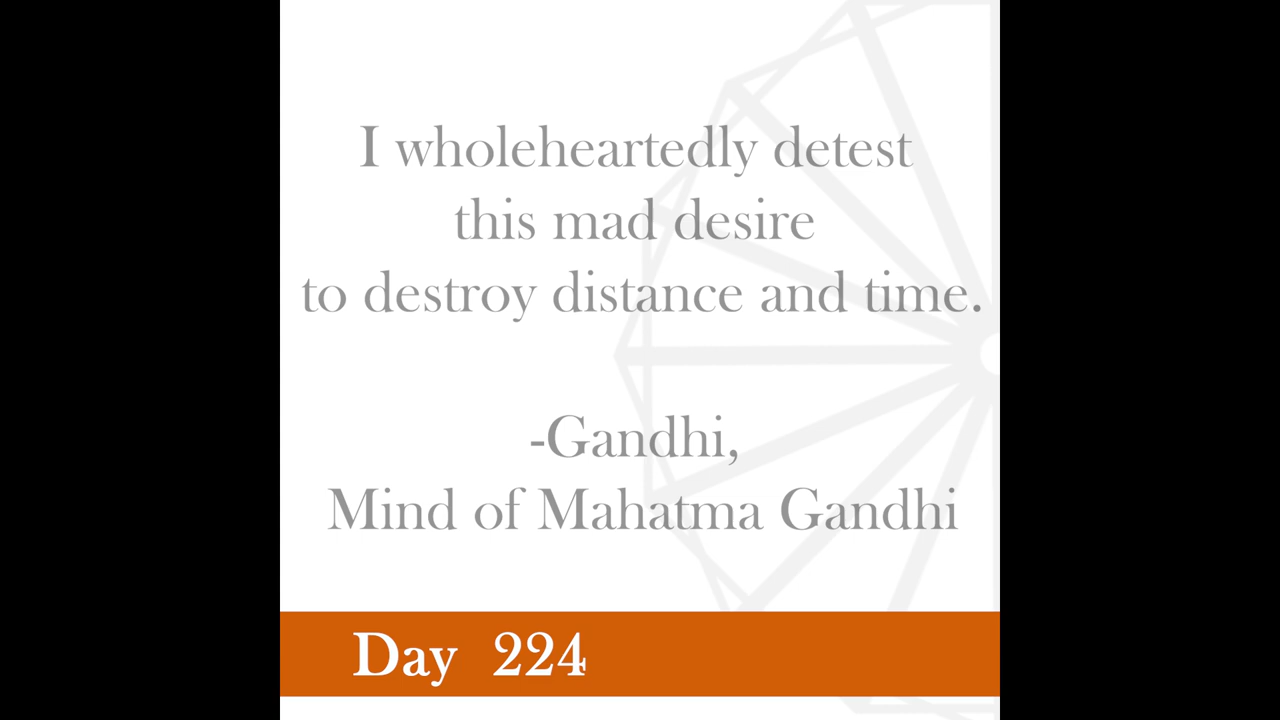 I wholeheartedly detest
this mad desire
to destroy distance and time.
-Gandhi,
Mind of Mahatma Gandhi
Day 224